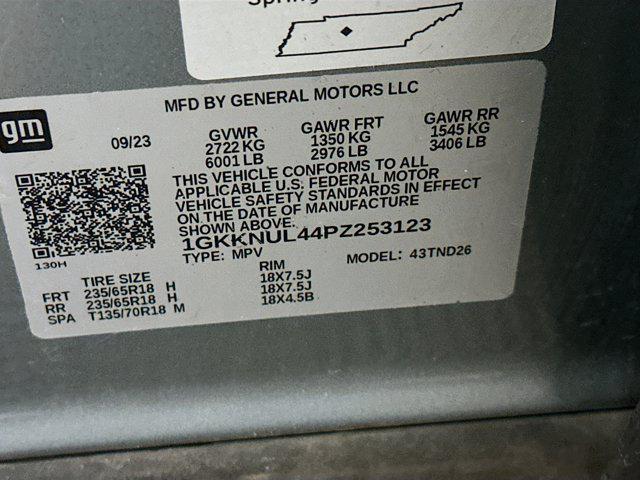 MFD BY GENERAL MOTORS LLC
gm
09/23
GVWR GAWR FRT GAWR RR
2722 KG 1350 KG 1545 KG
6001 LB 2976 LB 3406 LB
THIS VEHICLE CONFORMS TO ALL
APPLICABLE U.S. FEDERAL MOTOR
VEHICLE SAFETY STANDARDS IN EFFECT
ON THE DATE OF MANUFACTURE
SHOWN ABOVE.
1GKKNUL44PZ253123
130H
TYPE: MPV MODEL: 43TND26
TIRE SIZE RIM
FRT 235/65R18 H 18X7.5J
RR 235/65R18 H 18X7.5J
SPA T135/70R18 M 18X4.5B